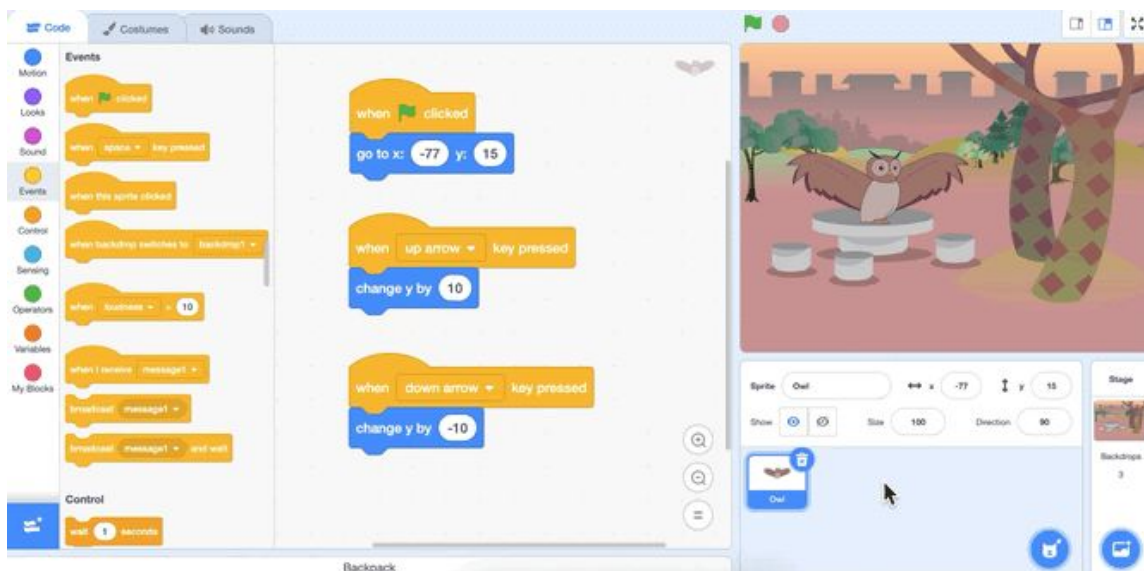 Code
Costumes
Sounds
Motion
Looks
Sound
Events
Control
Sensing
Operators
Variables
My Blocks
Events
when clicked
when space key pressed
when this sprite clicked
when backdrop switches to backdrop1
when loudness > 10
when I receive message1
broadcast message1
broadcast message1 and wait
Control
wait 1 seconds
when clicked
go to x: -77 y: 15
when up arrow key pressed
change y by 10
when down arrow key pressed
change y by -10
Backpack
Sprite Owl x -77 y 15
Show Size 100 Direction 90
Owl
Stage
Backdrops
3